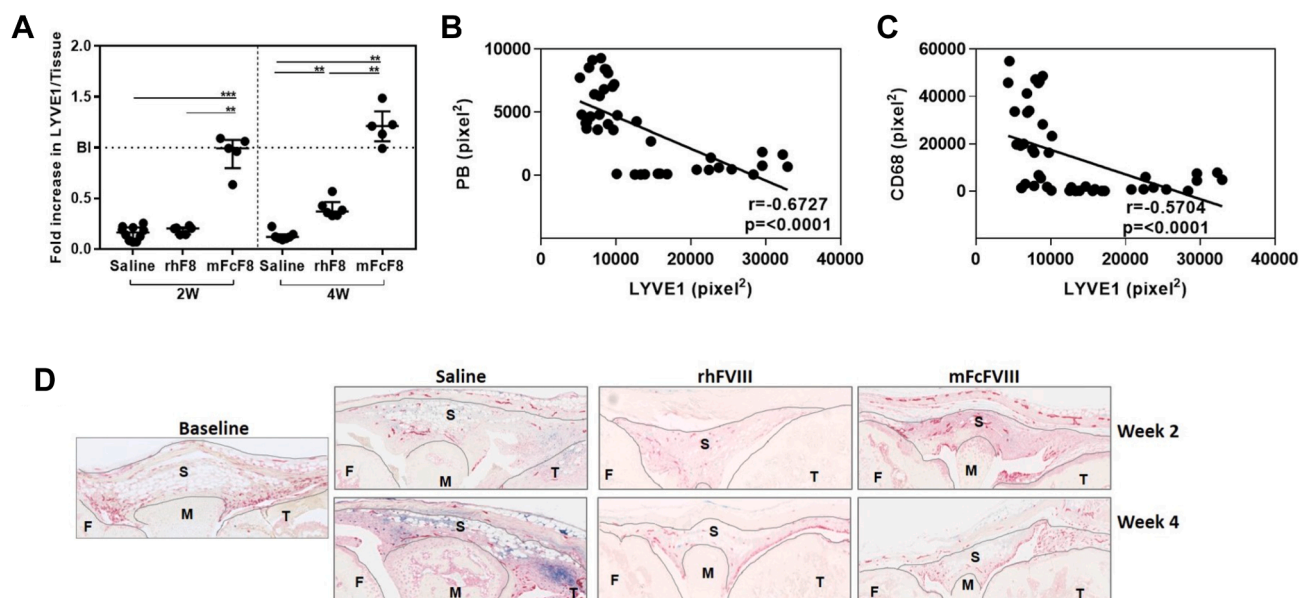 A
Fold increase in LYVE1/Tissue
2.0
1.5
BI
0.5
0.0
** 
** **
***
**
Saline rhF8 mFcF8 Saline rhF8 mFcF8
2W 4W
B
PB (pixel²)
10000
5000
0
r=-0.6727
p=<0.0001
0 10000 20000 30000 40000
LYVE1 (pixel²)
C
CD68 (pixel²)
60000
40000
20000
0
r=-0.5704
p=<0.0001
0 10000 20000 30000 40000
LYVE1 (pixel²)
D
Baseline
S
F M T
Saline rhFVIII mFcFVIII
S S S
F M T F M T F M T
Week 2
S S S
F M T F M T F M T
Week 4